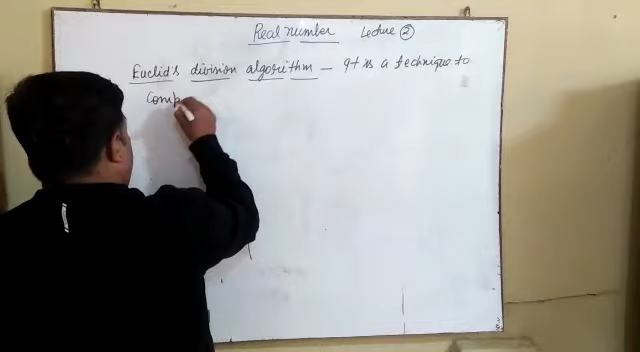 Real number Lecture ②
Euclid's division algorithm — It is a technique to
Comp